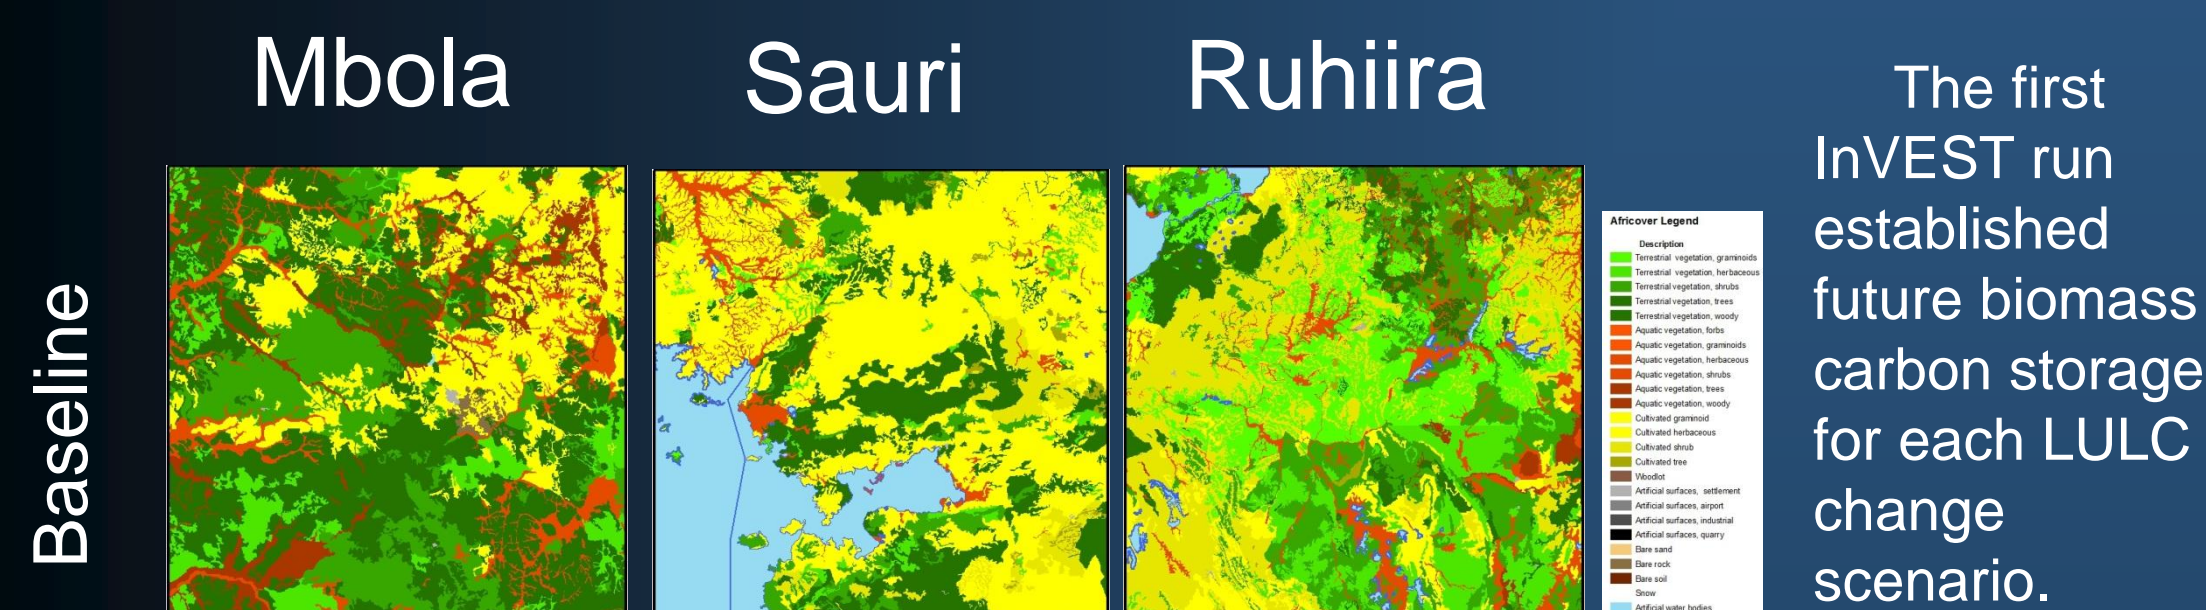 Mbola
Sauri
Ruhiira
Baseline
Africover Legend
Description
Terrestrial vegetation, graminoids
Terrestrial vegetation, herbaceous
Terrestrial vegetation, shrubs
Terrestrial vegetation, trees
Terrestrial vegetation, woody
Aquatic vegetation, forbs
Aquatic vegetation, graminoids
Aquatic vegetation, herbaceous
Aquatic vegetation, shrubs
Aquatic vegetation, trees
Aquatic vegetation, woody
Cultivated graminoid
Cultivated herbaceous
Cultivated shrub
Cultivated tree
Woodlot
Artificial surfaces, settlement
Artificial surfaces, airport
Artificial surfaces, industrial
Artificial surfaces, quarry
Bare sand
Bare rock
Bare soil
Snow
Artificial water bodies
The first
InVEST run
established
future biomass
carbon storage
for each LULC
change
scenario.